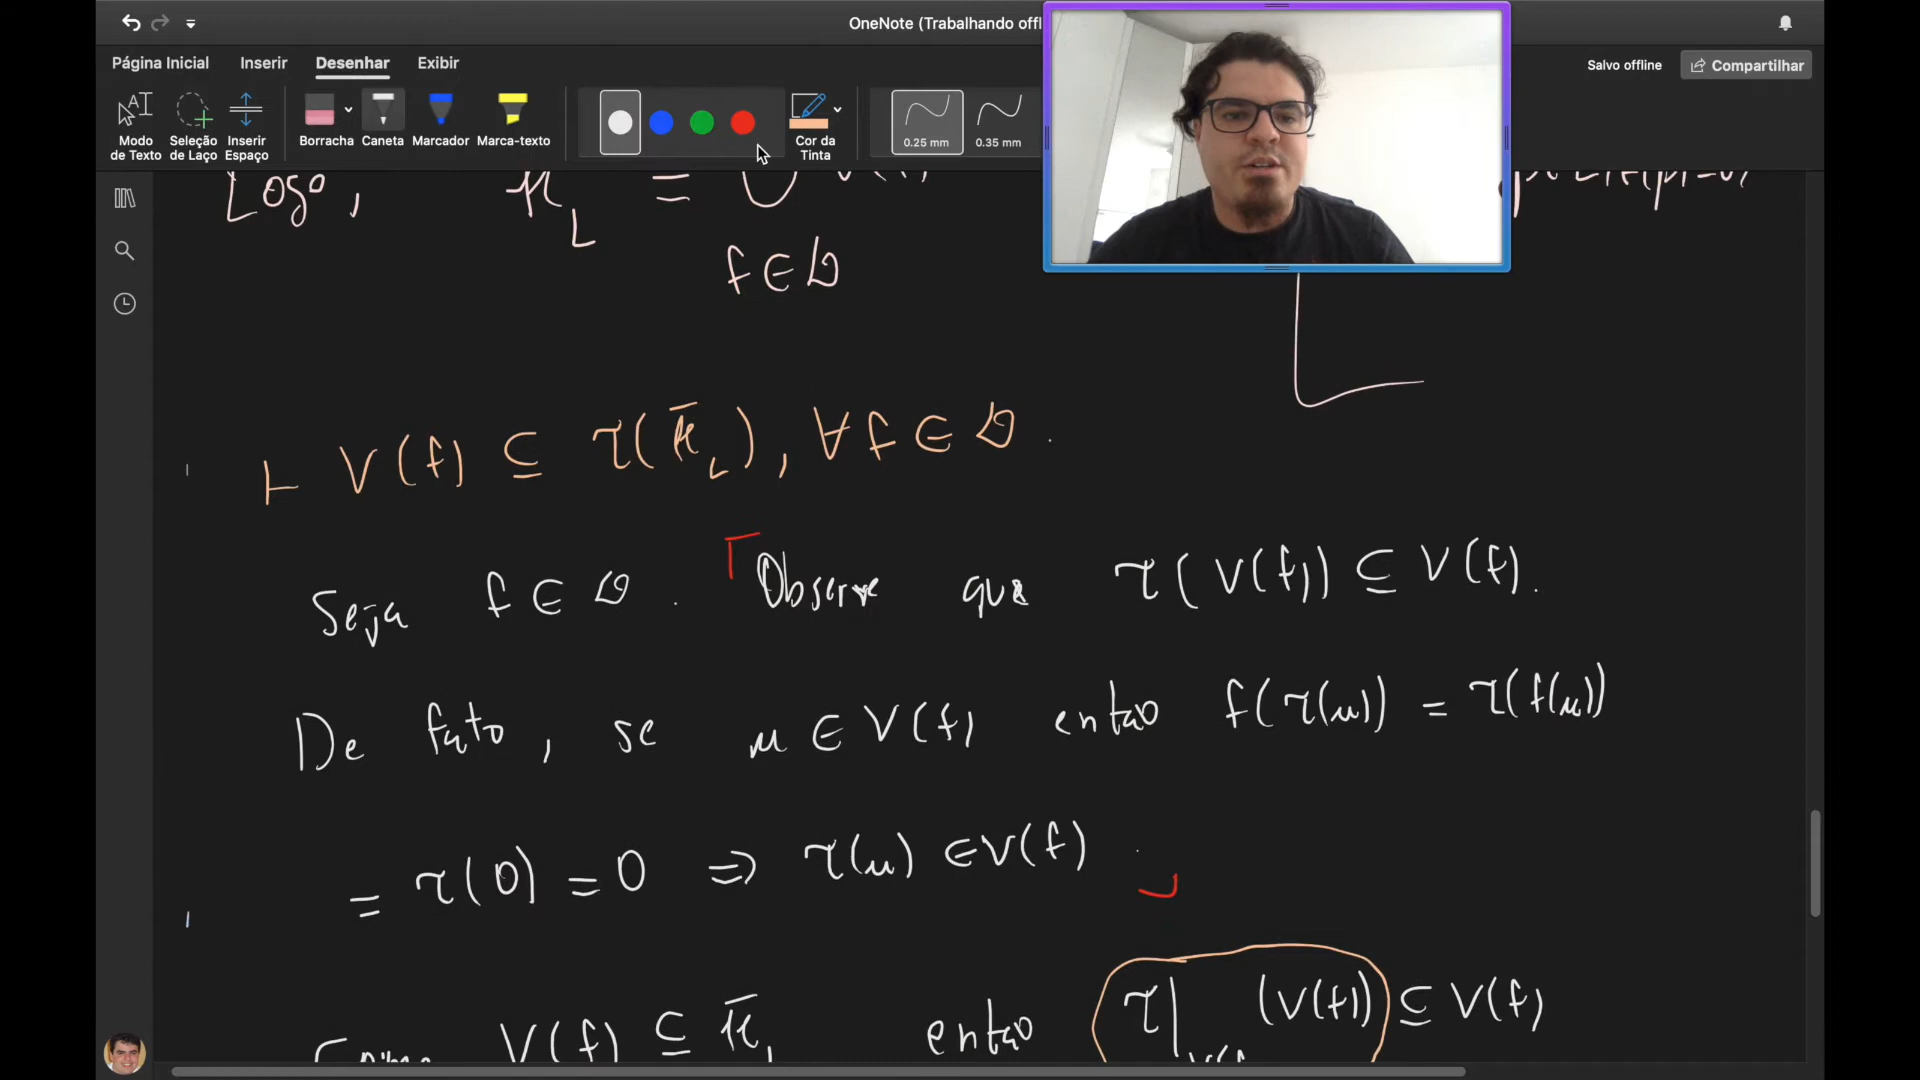 OneNote (Trabalhando offl
Página Inicial Inserir Desenhar Exibir
Salvo offline Compartilhar
Modo de Texto Seleção de Laço Inserir Espaço Borracha Caneta Marcador Marca-texto Cor da Tinta 0.25 mm 0.35 mm
Logo, K_L = ∪
f ∈ D
⊢ V(f) ⊆ τ(K̄_L), ∀f ∈ D.
Seja f ∈ D. Observe que τ(V(f)) ⊆ V(f).
De fato, se u ∈ V(f) então f(τ(u)) = τ(f(u))
= τ(0) = 0 ⇒ τ(u) ∈ V(f).
V(f) ⊆ K̄_L então τ| (V(f)) ⊆ V(f)